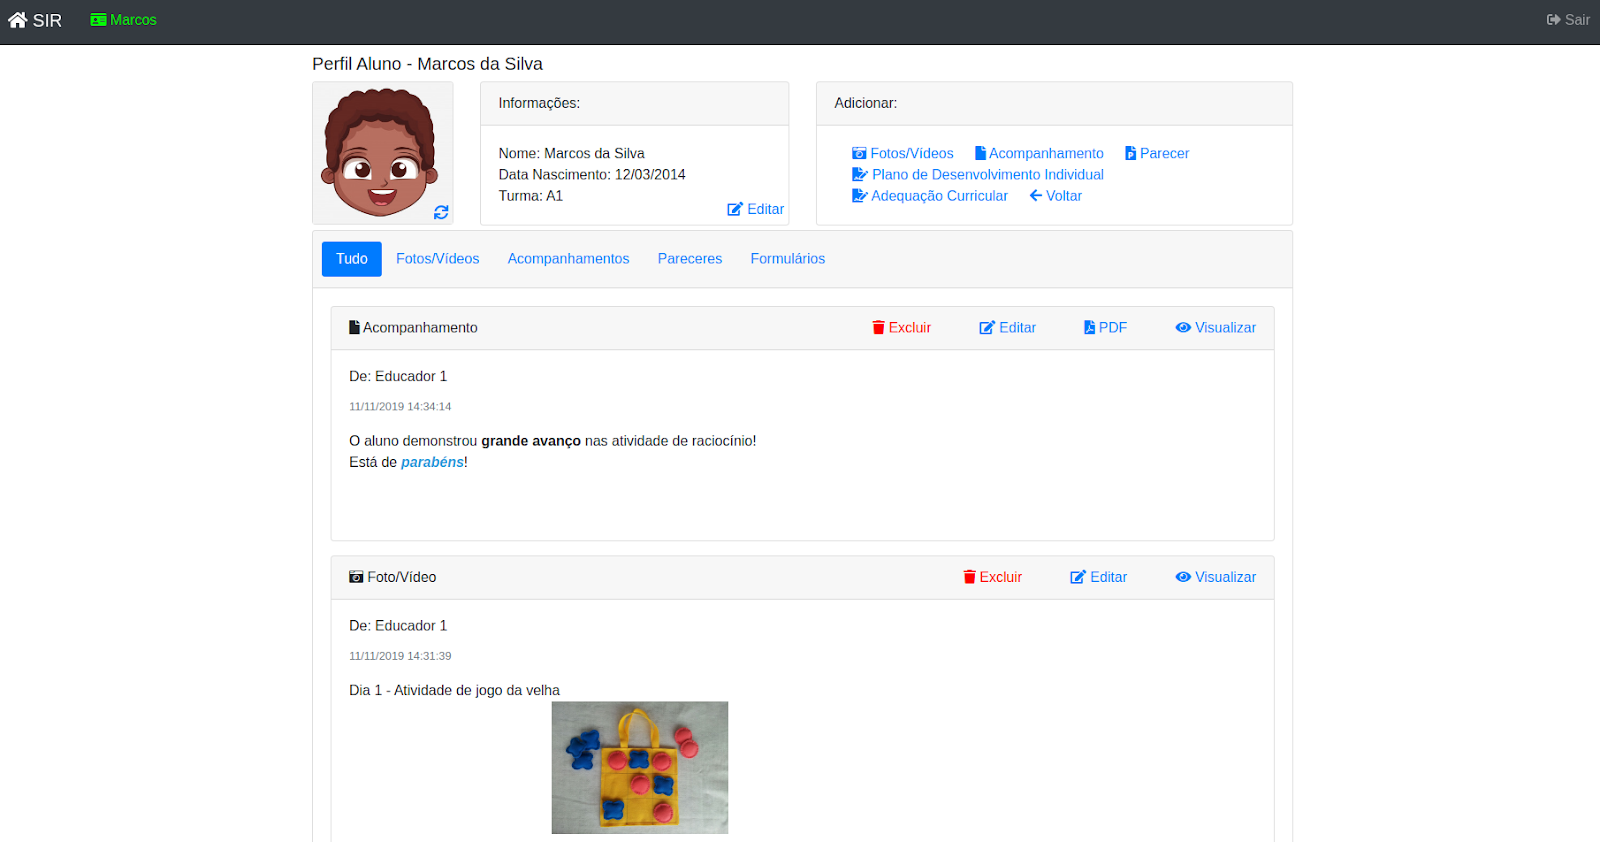 SIR Marcos Sair
Perfil Aluno - Marcos da Silva
Informações:
Nome: Marcos da Silva
Data Nascimento: 12/03/2014
Turma: A1
Editar
Adicionar:
Fotos/Vídeos Acompanhamento Parecer
Plano de Desenvolvimento Individual
Adequação Curricular Voltar
Tudo Fotos/Vídeos Acompanhamentos Pareceres Formulários
Acompanhamento Excluir Editar PDF Visualizar
De: Educador 1
11/11/2019 14:34:14
O aluno demonstrou grande avanço nas atividade de raciocínio!
Está de parabéns!
Foto/Vídeo Excluir Editar Visualizar
De: Educador 1
11/11/2019 14:31:39
Dia 1 - Atividade de jogo da velha